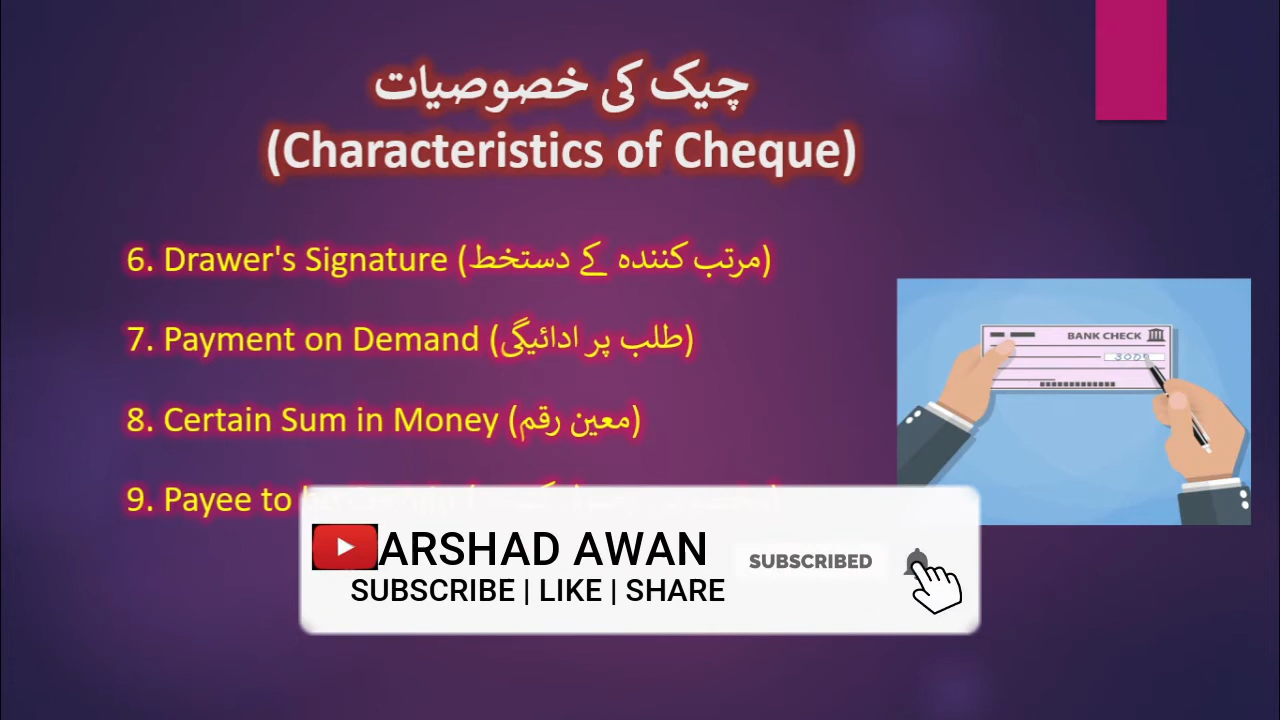 چیک کی خصوصیات
(Characteristics of Cheque)
6. Drawer's Signature (مرتب کنندہ کے دستخط)
7. Payment on Demand (طلب پر ادائیگی)
8. Certain Sum in Money (معین رقم)
9. Payee to
BANK CHECK
3000
ARSHAD AWAN
SUBSCRIBED
SUBSCRIBE | LIKE | SHARE